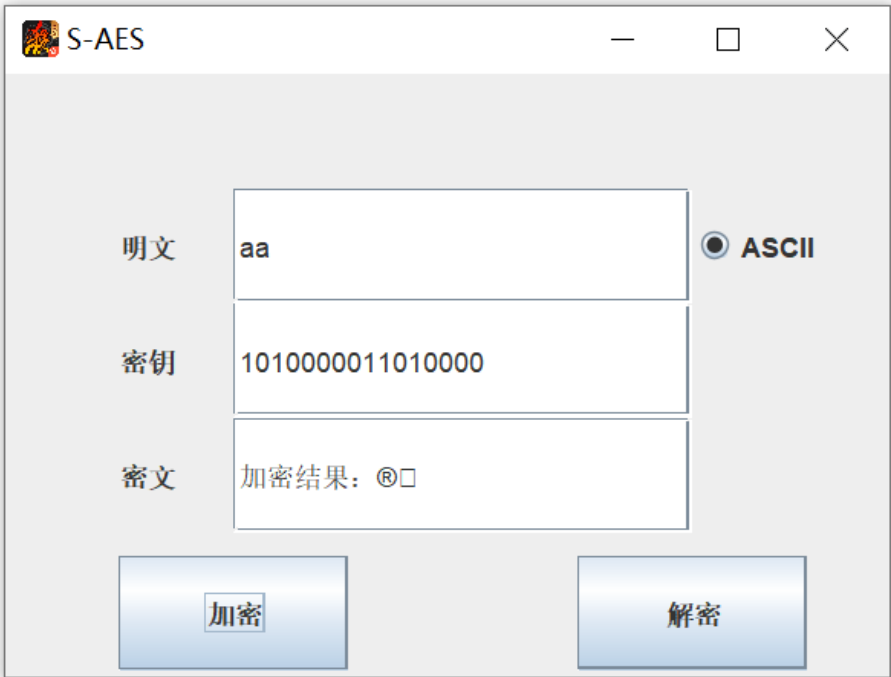 S-AES
明文 aa ASCII
密钥 1010000011010000
密文 加密结果：®□
加密 解密